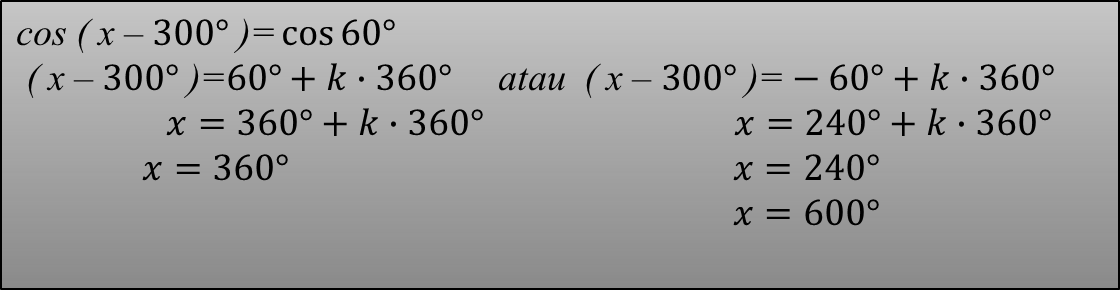 cos ( x – 300° )= cos 60°
( x – 300° )=60° + k · 360° atau ( x – 300° )= – 60° + k · 360°
x = 360° + k · 360° x = 240° + k · 360°
x = 360° x = 240°
x = 600°